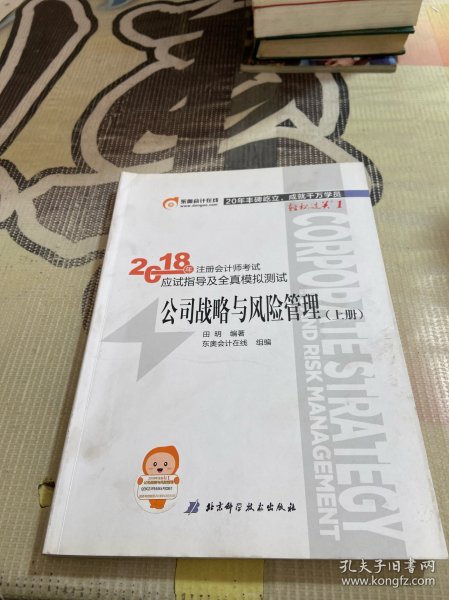 东奥会计在线
www.dongao.com
20年丰碑屹立，成就千万学员
轻松过关1
2018年 注册会计师考试
应试指导及全真模拟测试
公司战略与风险管理（上册）
田明 编著
东奥会计在线 组编
CORPORATE STRATEGY
AND RISK MANAGEMENT
北京科学技术出版社
孔夫子旧书网
www.kongfz.com